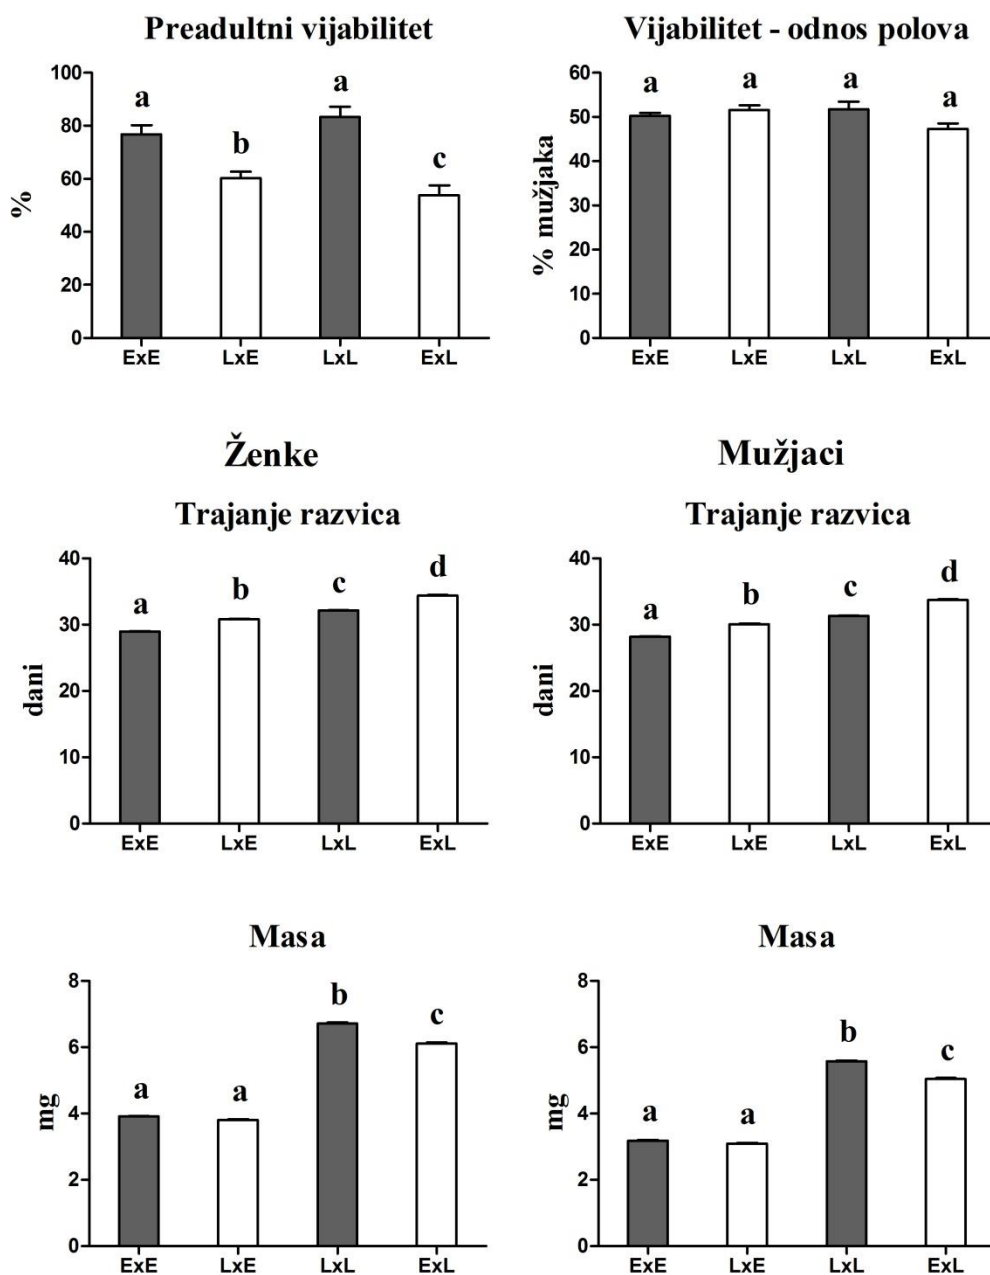 Preadultni vijabilitet
100
80
60
40
20
0
%
a
b
a
c
ExE LxE LxL ExL
Vijabilitet - odnos polova
60
50
40
30
20
10
0
% mužjaka
a
a
a
a
ExE LxE LxL ExL
Ženke
Trajanje razvica
40
30
20
10
0
dani
a
b
c
d
ExE LxE LxL ExL
Mužjaci
Trajanje razvica
40
30
20
10
0
dani
a
b
c
d
ExE LxE LxL ExL
Masa
8
6
4
2
0
mg
a
a
b
c
ExE LxE LxL ExL
Masa
8
6
4
2
0
mg
a
a
b
c
ExE LxE LxL ExL